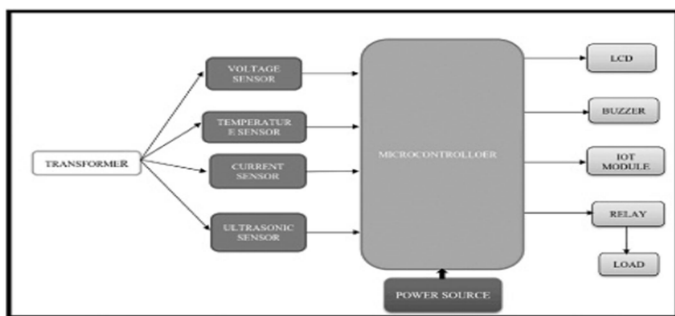 TRANSFORMER
VOLTAGE
SENSOR
TEMPERATUR
E SENSOR
CURRENT
SENSOR
ULTRASONIC
SENSOR
MICROCONTROLLOER
POWER SOURCE
LCD
BUZZER
IOT
MODULE
RELAY
LOAD